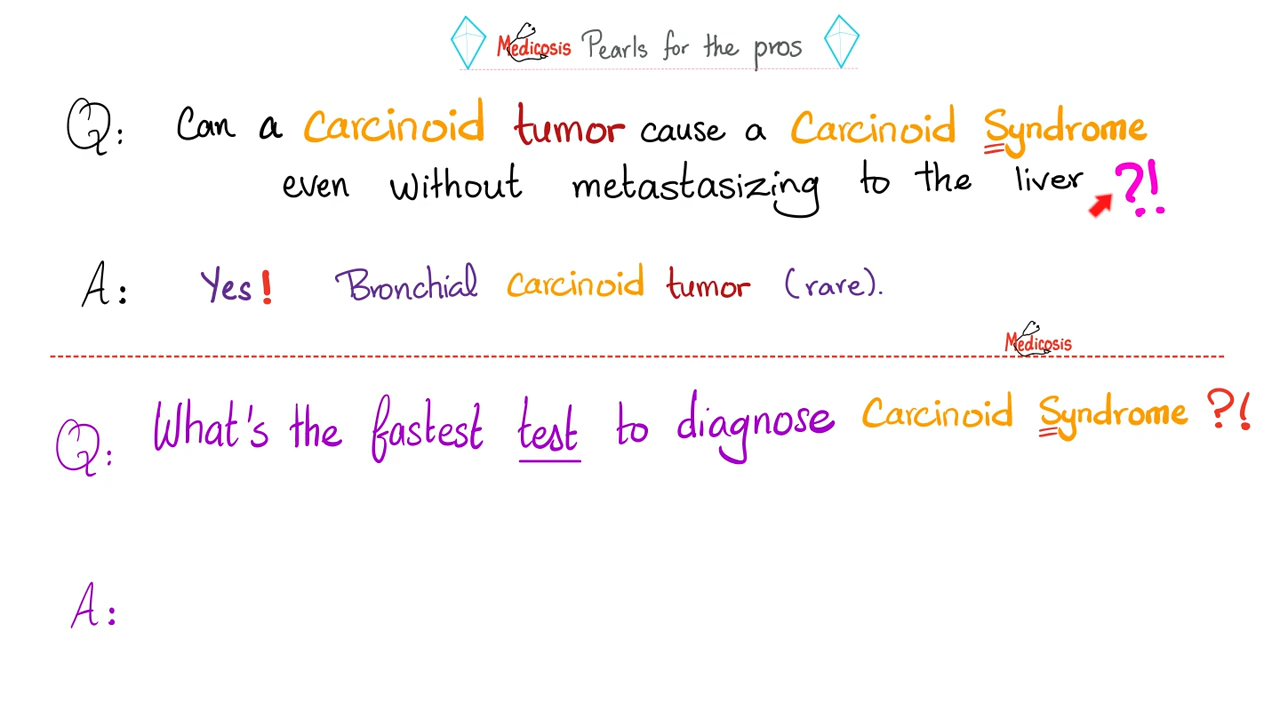 Medicosis Pearls for the pros
Q: Can a Carcinoid tumor cause a Carcinoid Syndrome
even without metastasizing to the liver ?!
A: Yes! Bronchial Carcinoid tumor (rare).
Medicosis
Q: What's the fastest test to diagnose Carcinoid Syndrome ?!
A: